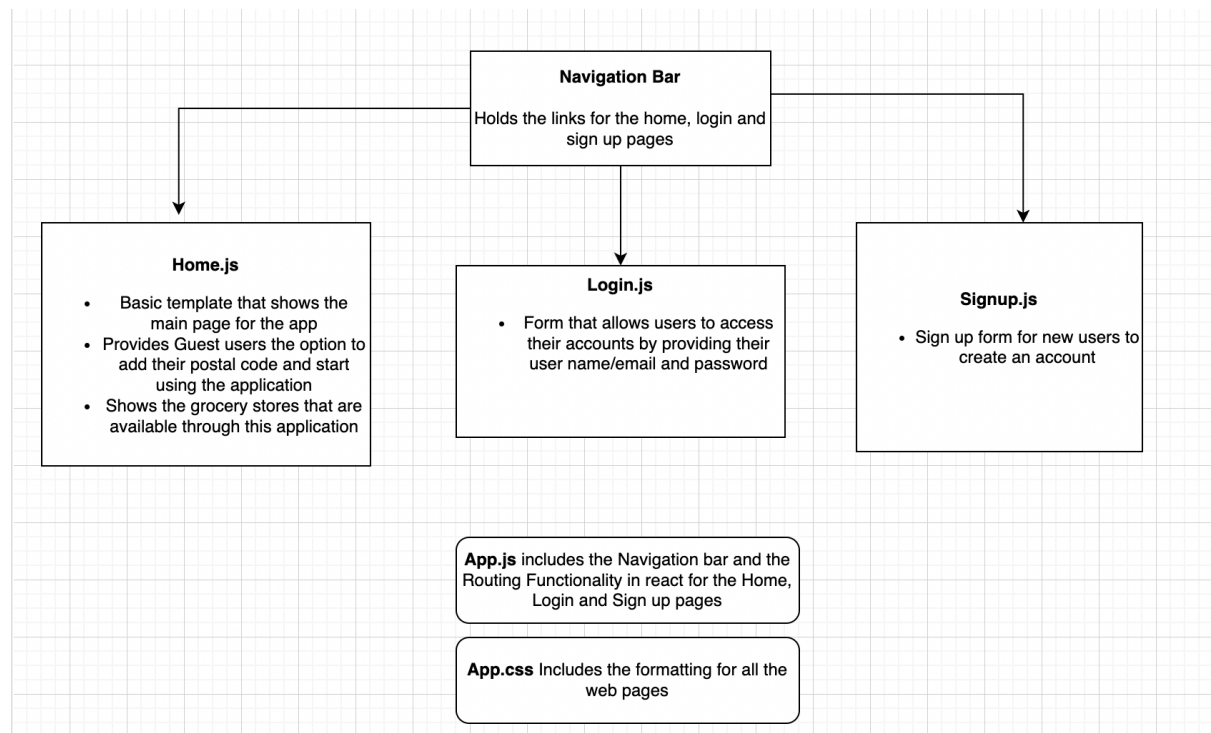 Navigation Bar
Holds the links for the home, login and
sign up pages
Home.js
• Basic template that shows the
main page for the app
• Provides Guest users the option to
add their postal code and start
using the application
• Shows the grocery stores that are
available through this application
Login.js
• Form that allows users to access
their accounts by providing their
user name/email and password
Signup.js
• Sign up form for new users to
create an account
App.js includes the Navigation bar and the
Routing Functionality in react for the Home,
Login and Sign up pages
App.css Includes the formatting for all the
web pages